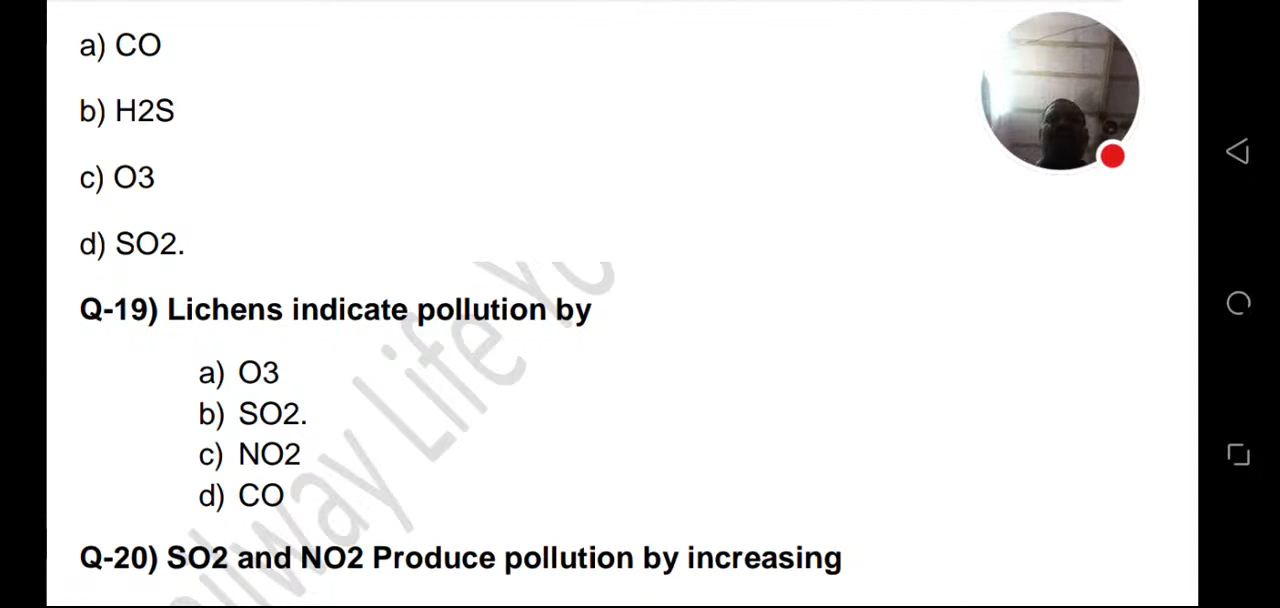 a) CO
b) H2S
c) O3
d) SO2.
Q-19) Lichens indicate pollution by
a) O3
b) SO2.
c) NO2
d) CO
Q-20) SO2 and NO2 Produce pollution by increasing
Life